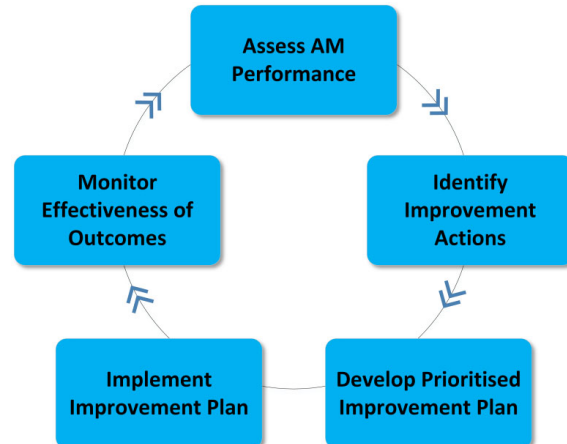 Assess AM
Performance
Identify
Improvement
Actions
Develop Prioritised
Improvement Plan
Implement
Improvement Plan
Monitor
Effectiveness of
Outcomes